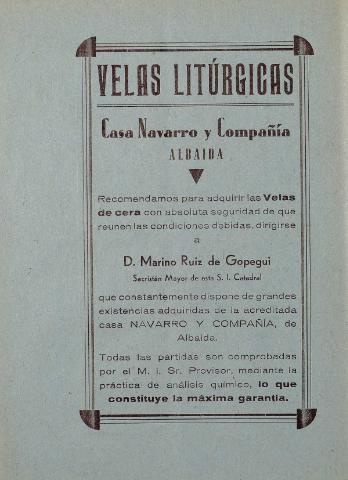 VELAS LITÚRGICAS
Casa Navarro y Compañía
ALBAIDA
Recomendamos para adquirir las Velas
de cera con absoluta seguridad de que
reunen las condiciones debidas, dirigirse
a
D. Marino Ruiz de Gopegui
Sacristán Mayor de esta S. I. Catedral
que constantemente dispone de grandes
existencias adquiridas de la acreditada
casa NAVARRO Y COMPAÑÍA, de
Albaida.
Todas las partidas son comprobadas
por el M. I. Sr. Provisor, mediante la
práctica de análisis químico, lo que
constituye la máxima garantía.